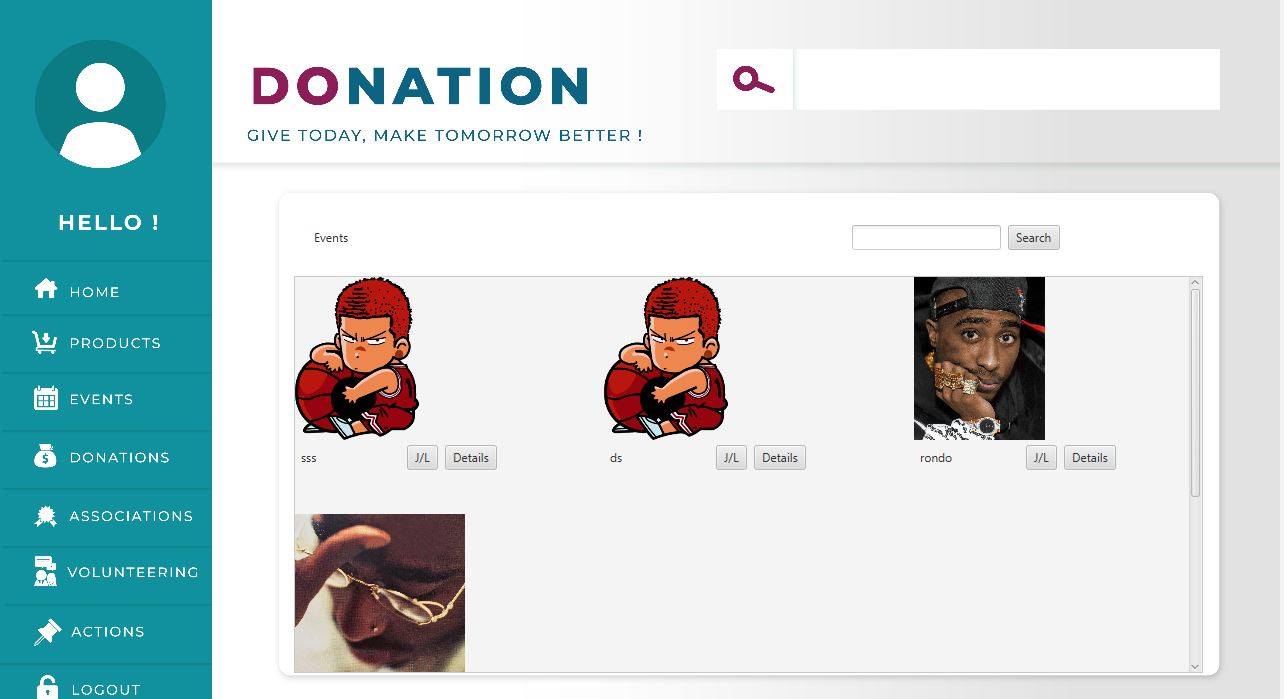 HELLO !
HOME
PRODUCTS
EVENTS
DONATIONS
ASSOCIATIONS
VOLUNTEERING
ACTIONS
LOGOUT
DONATION
GIVE TODAY, MAKE TOMORROW BETTER !
Events
Search
sss J/L Details
ds J/L Details
rondo J/L Details